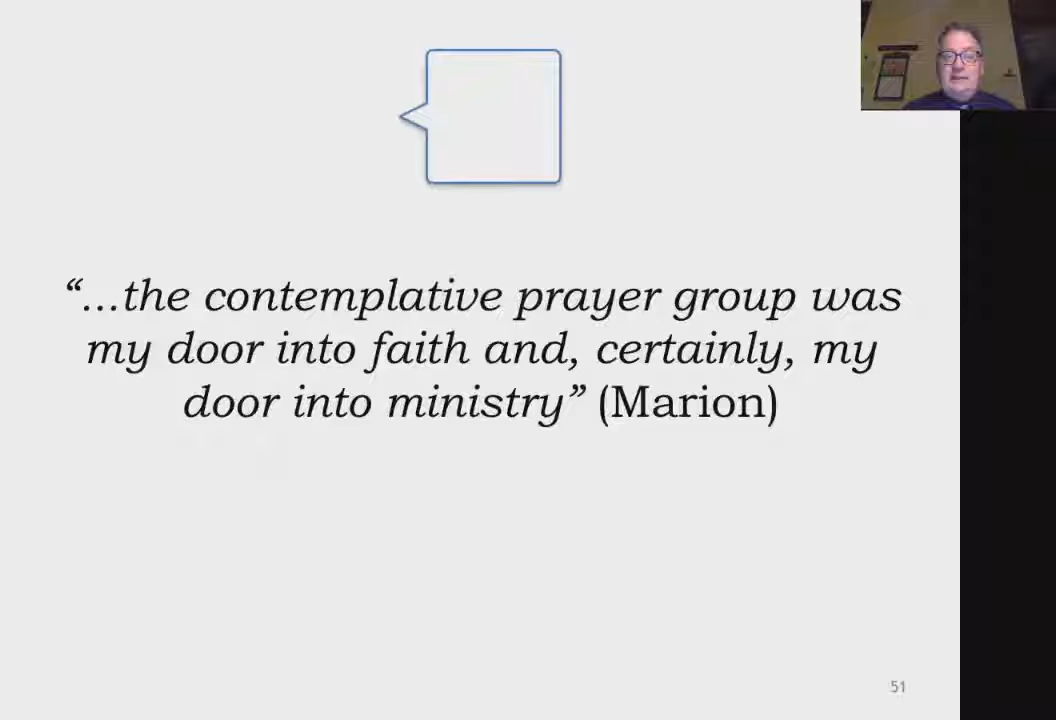 “...the contemplative prayer group was
my door into faith and, certainly, my
door into ministry” (Marion)
51